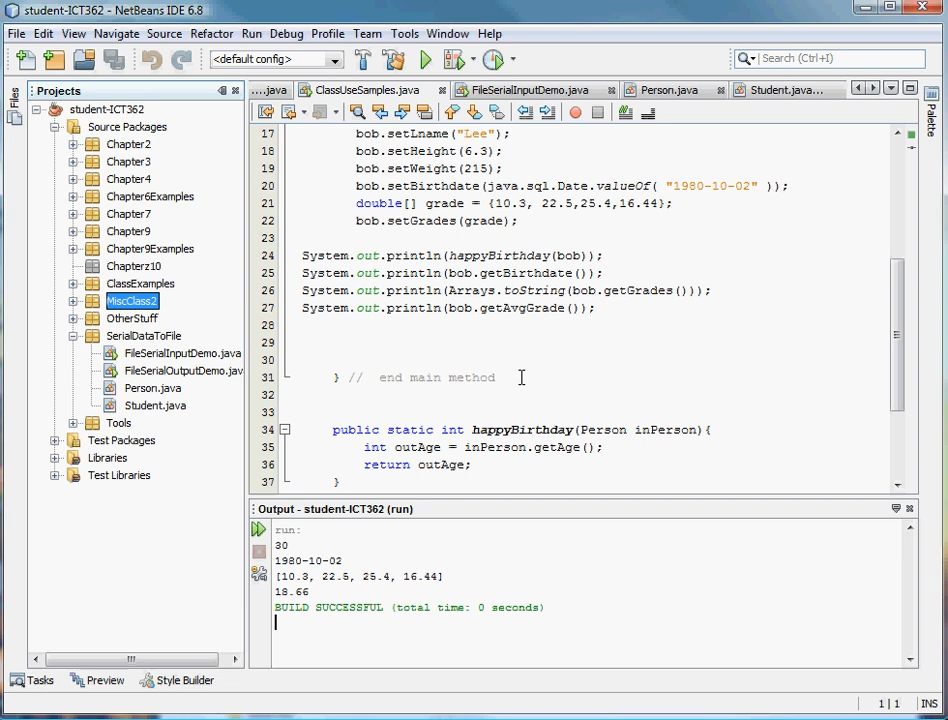 student-ICT362 - NetBeans IDE 6.8
File Edit View Navigate Source Refactor Run Debug Profile Team Tools Window Help
<default config>
Search (Ctrl+I)
Files
Projects
student-ICT362
Source Packages
Chapter2
Chapter3
Chapter4
Chapter6Examples
Chapter7
Chapter9
Chapter9Examples
Chapterz10
ClassExamples
MiscClass2
OtherStuff
SerialDataToFile
FileSerialInputDemo.java
FileSerialOutputDemo.jav
Person.java
Student.java
Tools
Test Packages
Libraries
Test Libraries
....java ClassUseSamples.java FileSerialInputDemo.java Person.java Student.java...
Palette
17 bob.setLname("Lee");
18 bob.setHeight(6.3);
19 bob.setWeight(215);
20 bob.setBirthdate(java.sql.Date.valueOf( "1980-10-02" ));
21 double[] grade = {10.3, 22.5,25.4,16.44};
22 bob.setGrades(grade);
23
24 System.out.println(happyBirthday(bob));
25 System.out.println(bob.getBirthdate());
26 System.out.println(Arrays.toString(bob.getGrades()));
27 System.out.println(bob.getAvgGrade());
28
29
30
31 } // end main method
32
33
34 public static int happyBirthday(Person inPerson){
35 int outAge = inPerson.getAge();
36 return outAge;
37 }
Output - student-ICT362 (run)
run:
30
1980-10-02
[10.3, 22.5, 25.4, 16.44]
18.66
BUILD SUCCESSFUL (total time: 0 seconds)
Tasks Preview Style Builder
1 | 1 INS